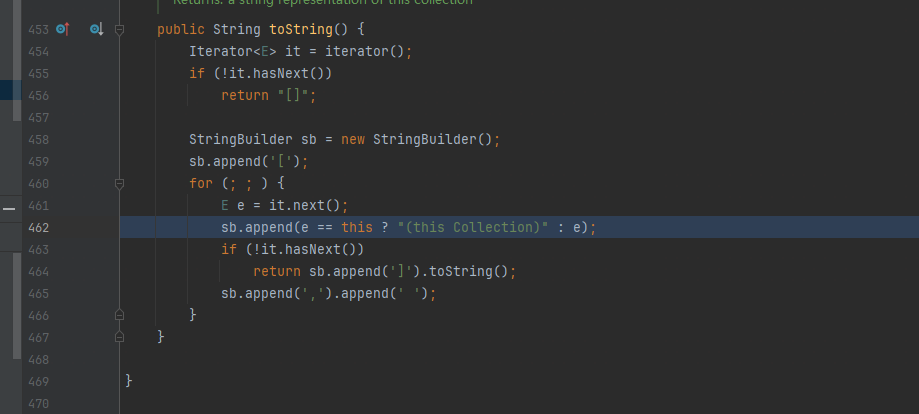 Returns: a string representation of this collection
453 public String toString() {
454 Iterator<E> it = iterator();
455 if (!it.hasNext())
456 return "[]";
457
458 StringBuilder sb = new StringBuilder();
459 sb.append('[');
460 for (; ; ) {
461 E e = it.next();
462 sb.append(e == this ? "(this Collection)" : e);
463 if (!it.hasNext())
464 return sb.append(']').toString();
465 sb.append(',').append(' ');
466 }
467 }
468
469 }
470